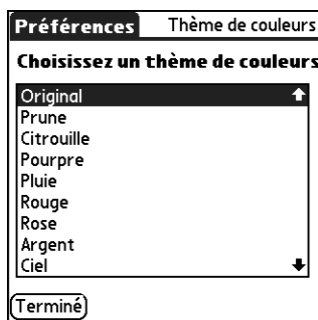 Préférences Thème de couleurs
Choisissez un thème de couleurs
Original
Prune
Citrouille
Pourpre
Pluie
Rouge
Rose
Argent
Ciel
Terminé